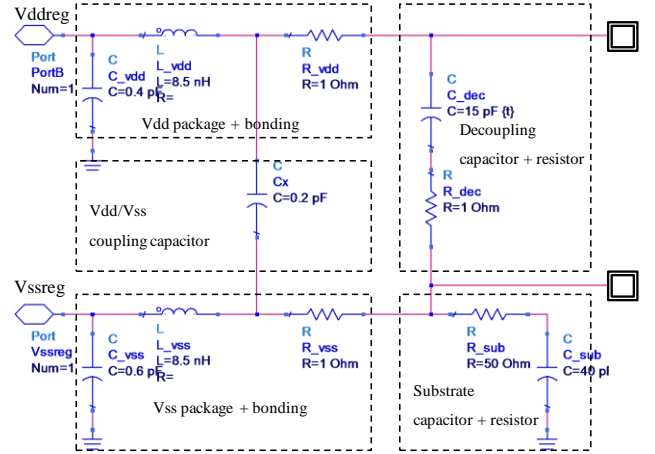 Vddreg
Port
PortB
Num=1
C
C_vdd
C=0.4 pF
L
L_vdd
L=8.5 nH
R=
R
R_vdd
R=1 Ohm
Vdd package + bonding
C
C_dec
C=15 pF {t}
Decoupling
capacitor + resistor
R
R_dec
R=1 Ohm
C
Cx
C=0.2 pF
Vdd/Vss
coupling capacitor
Vssreg
Port
Vssreg
Num=1
C
C_vss
C=0.6 pF
L
L_vss
L=8.5 nH
R=
R
R_vss
R=1 Ohm
Vss package + bonding
R
R_sub
R=50 Ohm
C
C_sub
C=40 pF
Substrate
capacitor + resistor